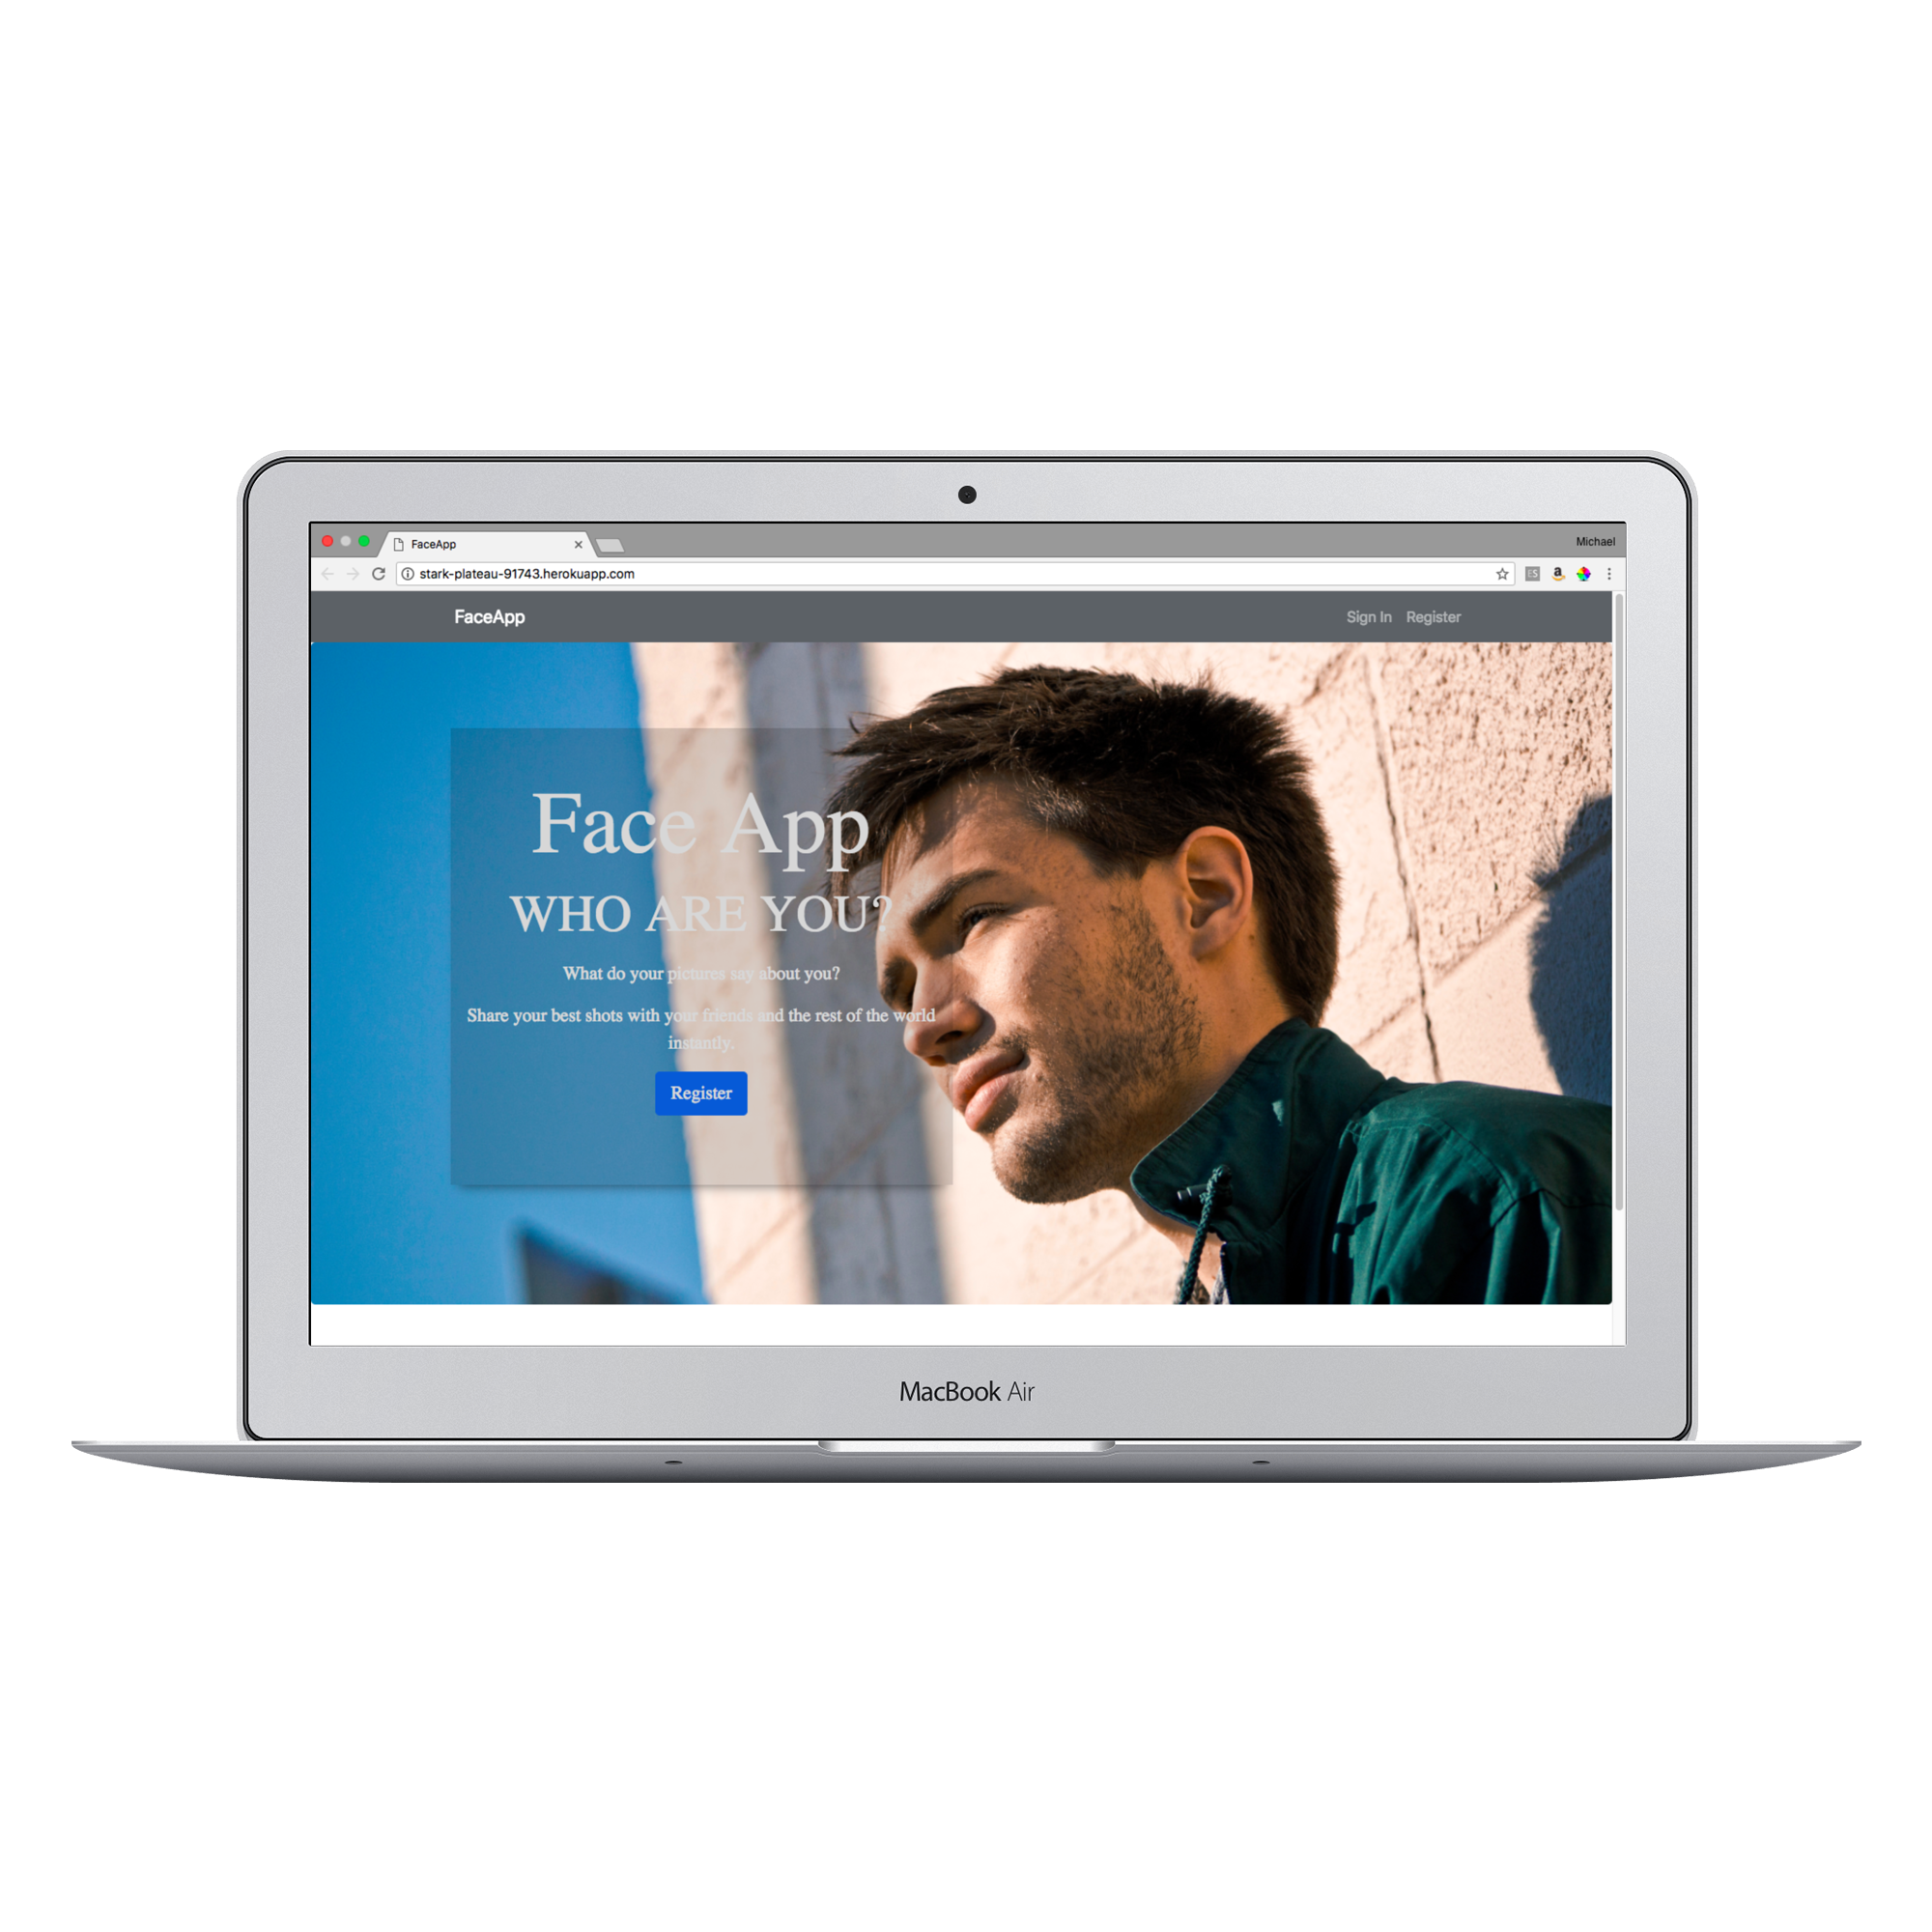 FaceApp
Michael
stark-plateau-91743.herokuapp.com
ES
a
FaceApp
Sign In Register
Face App
WHO ARE YOU?
What do your pictures say about you?
Share your best shots with your friends and the rest of the world
instantly.
Register
MacBook Air